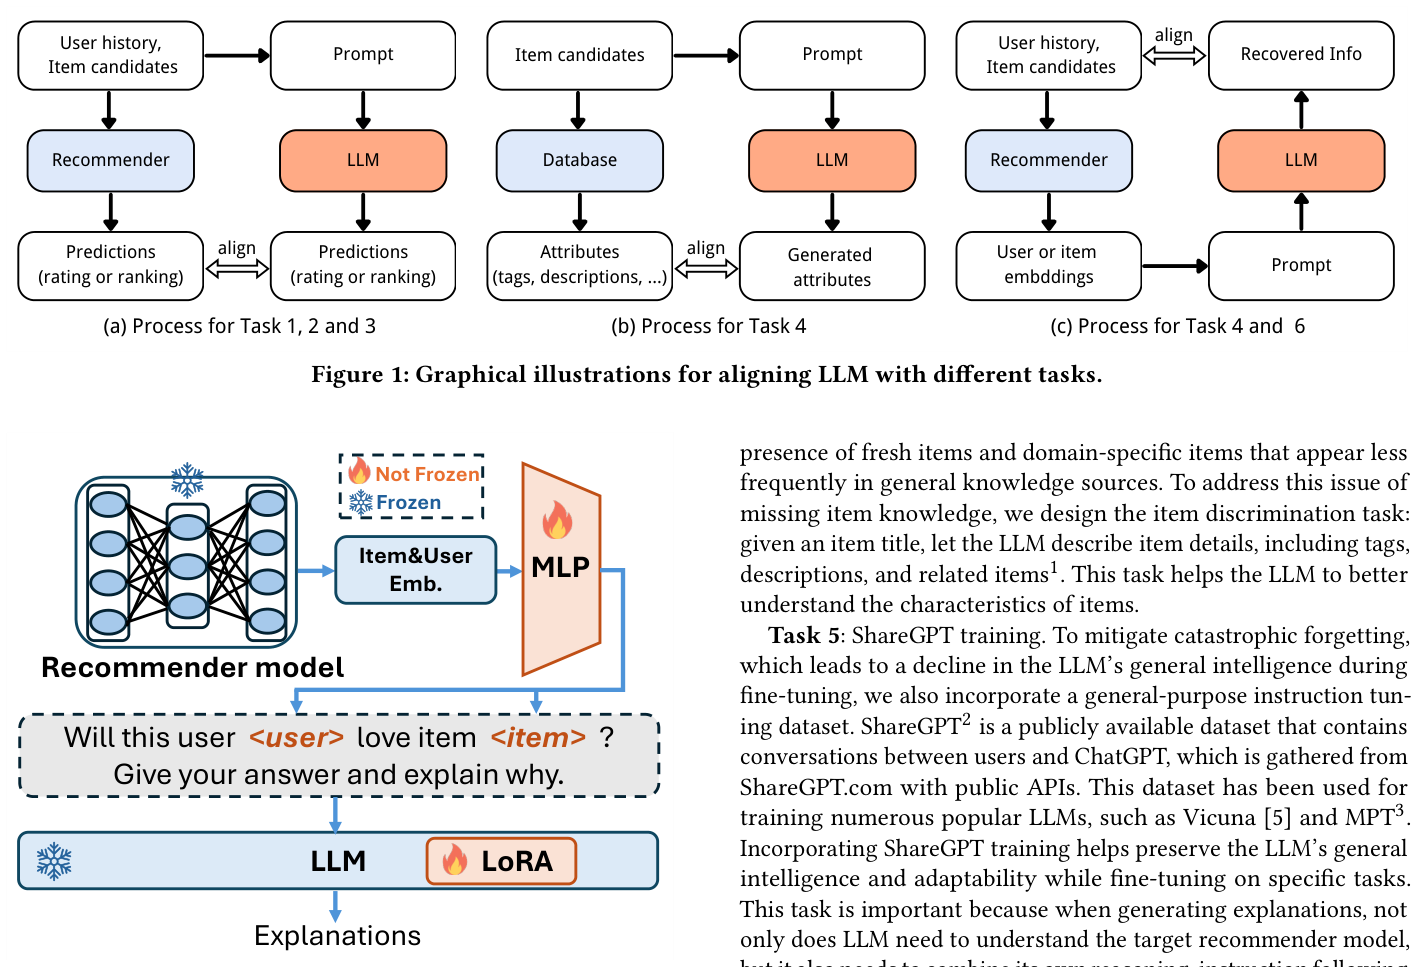 User history,
Item candidates
Prompt
Recommender
LLM
Predictions
(rating or ranking)
align
Predictions
(rating or ranking)
(a) Process for Task 1, 2 and 3
Item candidates
Prompt
Database
LLM
Attributes
(tags, descriptions, ...)
align
Generated
attributes
(b) Process for Task 4
User history,
Item candidates
align
Recovered Info
Recommender
LLM
User or item
embddings
Prompt
(c) Process for Task 4 and 6
Figure 1: Graphical illustrations for aligning LLM with different tasks.
Not Frozen
Frozen
Item&User
Emb.
MLP
Recommender model
Will this user <user> love item <item> ?
Give your answer and explain why.
LLM
LoRA
Explanations
presence of fresh items and domain-specific items that appear less
frequently in general knowledge sources. To address this issue of
missing item knowledge, we design the item discrimination task:
given an item title, let the LLM describe item details, including tags,
descriptions, and related items1. This task helps the LLM to better
understand the characteristics of items.
Task 5: ShareGPT training. To mitigate catastrophic forgetting,
which leads to a decline in the LLM's general intelligence during
fine-tuning, we also incorporate a general-purpose instruction tun-
ing dataset. ShareGPT2 is a publicly available dataset that contains
conversations between users and ChatGPT, which is gathered from
ShareGPT.com with public APIs. This dataset has been used for
training numerous popular LLMs, such as Vicuna [5] and MPT3.
Incorporating ShareGPT training helps preserve the LLM's general
intelligence and adaptability while fine-tuning on specific tasks.
This task is important because when generating explanations, not
only does LLM need to understand the target recommender model,
but it also needs to combine its own reasoning, instruction following